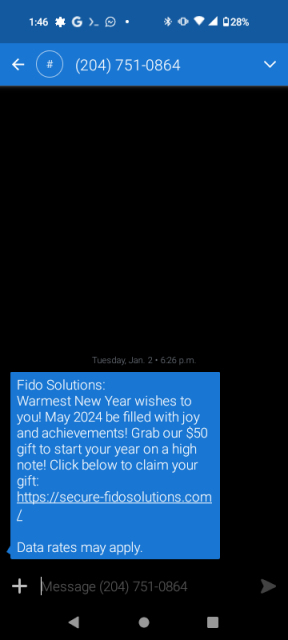 1:46 28%
# (204) 751-0864
Tuesday, Jan. 2 • 6:26 p.m.
Fido Solutions:
Warmest New Year wishes to
you! May 2024 be filled with joy
and achievements! Grab our $50
gift to start your year on a high
note! Click below to claim your
gift:
https://secure-fidosolutions.com
/
Data rates may apply.
Message (204) 751-0864